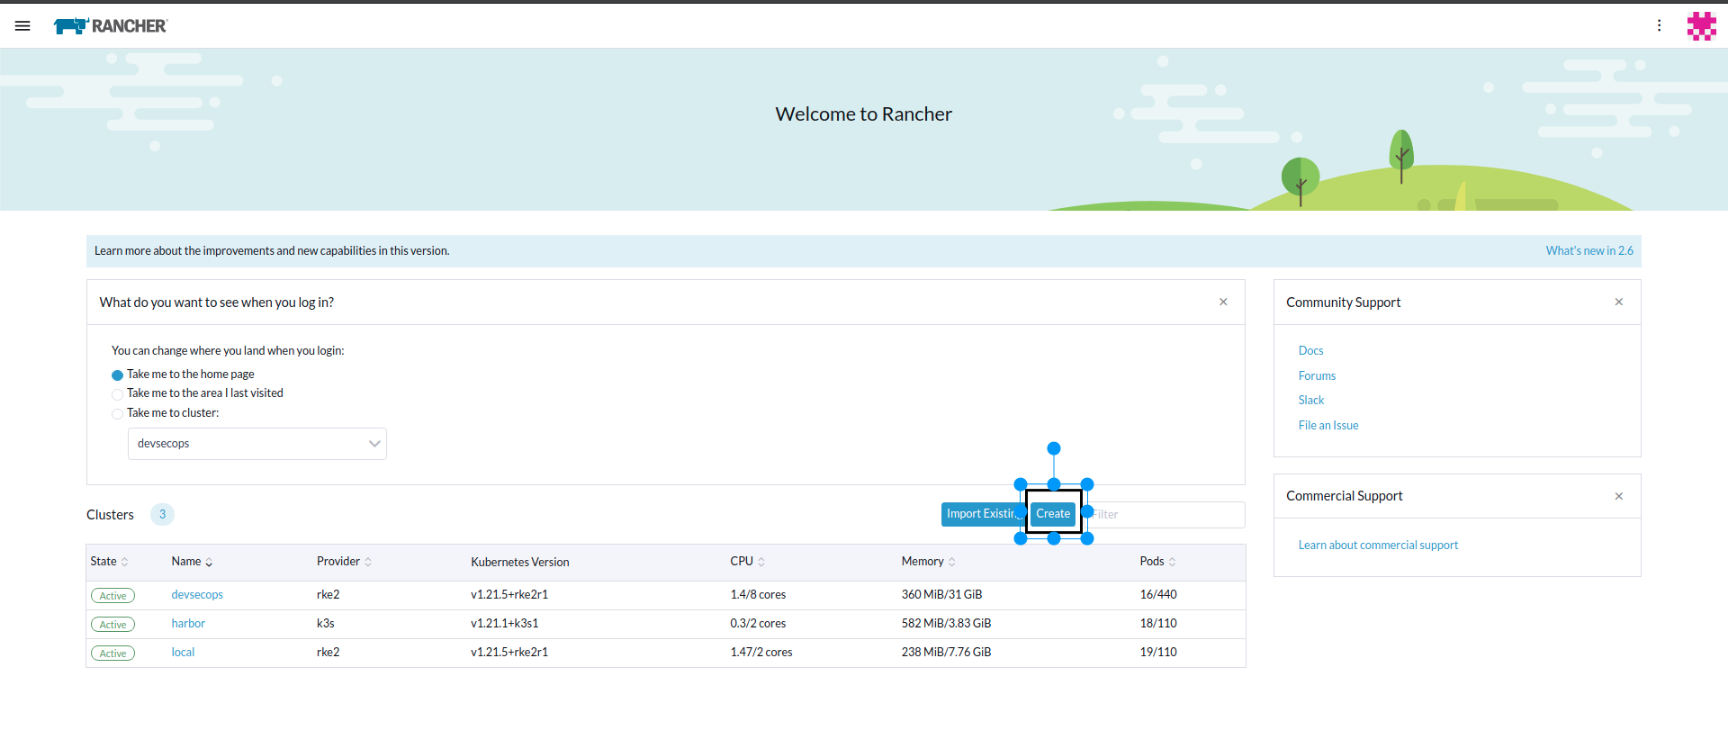 RANCHER
Welcome to Rancher
Learn more about the improvements and new capabilities in this version.
What's new in 2.6
What do you want to see when you log in?
You can change where you land when you login:
Take me to the home page
Take me to the area I last visited
Take me to cluster:
devsecops
Community Support
Docs
Forums
Slack
File an Issue
Commercial Support
Learn about commercial support
Clusters 3
Import Existing Create Filter
State Name Provider Kubernetes Version CPU Memory Pods
Active devsecops rke2 v1.21.5+rke2r1 1.4/8 cores 360 MiB/31 GiB 16/440
Active harbor k3s v1.21.1+k3s1 0.3/2 cores 582 MiB/3.83 GiB 18/110
Active local rke2 v1.21.5+rke2r1 1.47/2 cores 238 MiB/7.76 GiB 19/110